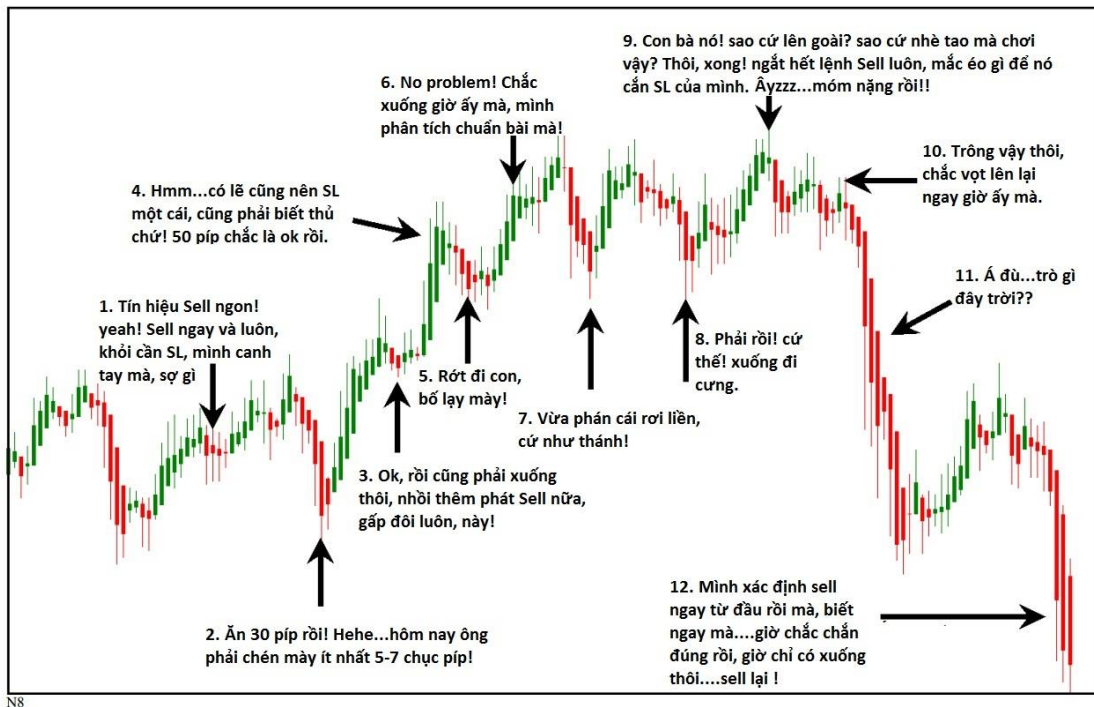 1. Tín hiệu Sell ngon!
yeah! Sell ngay và luôn,
khỏi cần SL, mình canh
tay mà, sợ gì
2. Ăn 30 píp rồi! Hehe...hôm nay ông
phải chén mày ít nhất 5-7 chục píp!
3. Ok, rồi cũng phải xuống
thôi, nhồi thêm phát Sell nữa,
gấp đôi luôn, này!
4. Hmm...có lẽ cũng nên SL
một cái, cũng phải biết thủ
chứ! 50 píp chắc là ok rồi.
5. Rớt đi con,
bố lạy mày!
6. No problem! Chắc
xuống giờ ấy mà, mình
phân tích chuẩn bài mà!
7. Vừa phán cái rơi liền,
cứ như thánh!
8. Phải rồi! cứ
thế! xuống đi
cưng.
9. Con bà nó! sao cứ lên goài? sao cứ nhè tao mà chơi
vậy? Thôi, xong! ngắt hết lệnh Sell luôn, mắc éo gì để nó
cắn SL của mình. Âyzzz...móm nặng rồi!!
10. Trông vậy thôi,
chắc vọt lên lại
ngay giờ ấy mà.
11. Á đù...trò gì
đây trời??
12. Mình xác định sell
ngay từ đầu rồi mà, biết
ngay mà....giờ chắc chắn
đúng rồi, giờ chỉ có xuống
thôi....sell lại !
N8